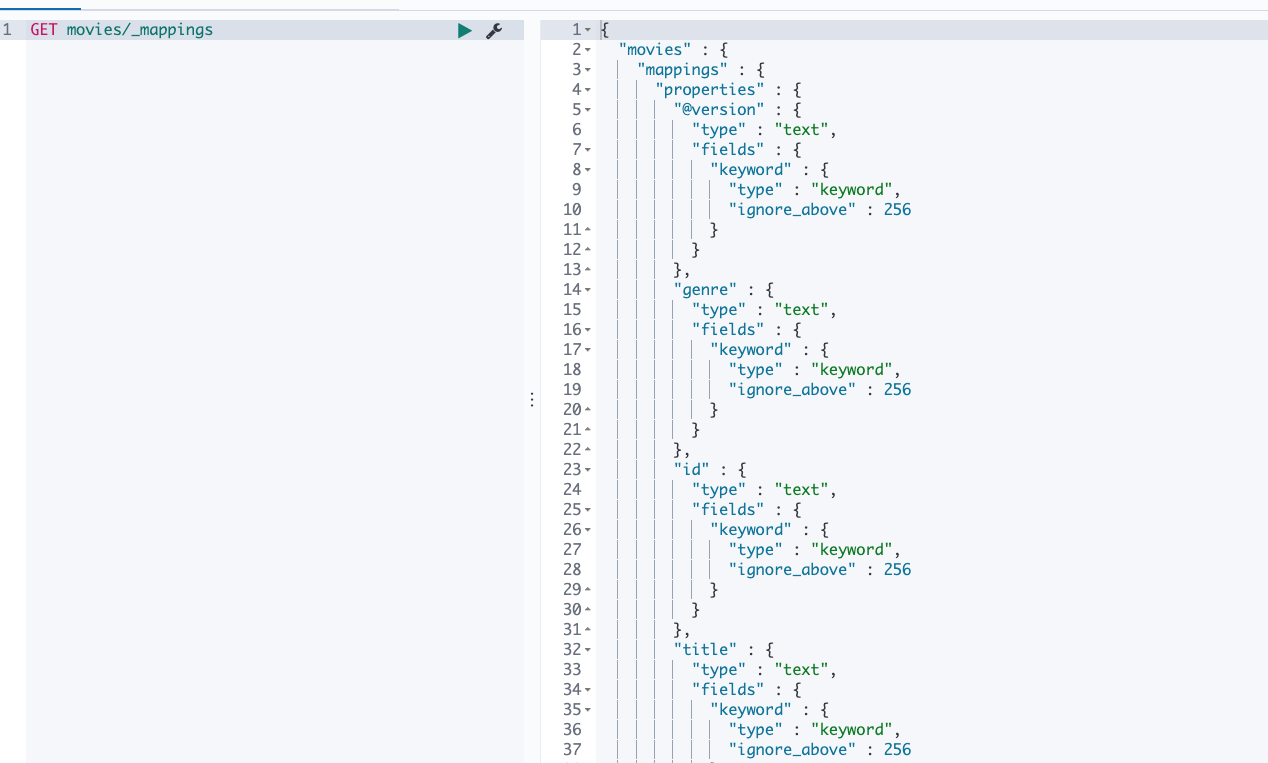 1 GET movies/_mappings
1 {
2 "movies" : {
3 "mappings" : {
4 "properties" : {
5 "@version" : {
6 "type" : "text",
7 "fields" : {
8 "keyword" : {
9 "type" : "keyword",
10 "ignore_above" : 256
11 }
12 }
13 },
14 "genre" : {
15 "type" : "text",
16 "fields" : {
17 "keyword" : {
18 "type" : "keyword",
19 "ignore_above" : 256
20 }
21 }
22 },
23 "id" : {
24 "type" : "text",
25 "fields" : {
26 "keyword" : {
27 "type" : "keyword",
28 "ignore_above" : 256
29 }
30 }
31 },
32 "title" : {
33 "type" : "text",
34 "fields" : {
35 "keyword" : {
36 "type" : "keyword",
37 "ignore_above" : 256